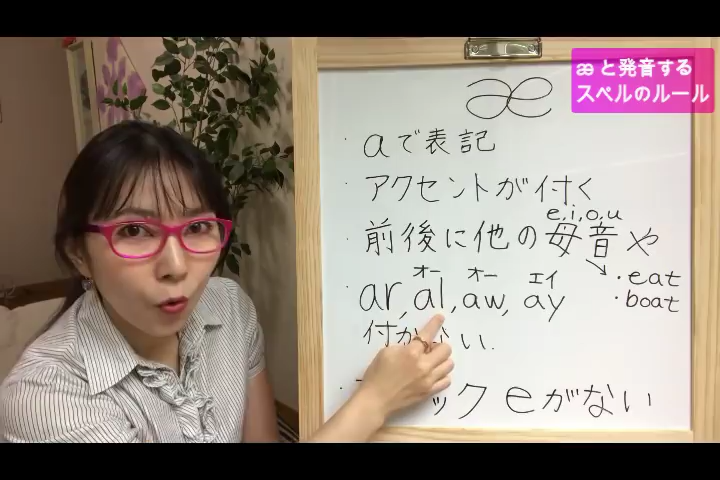 æ と発音する
スペルのルール
æ
・aで表記
・アクセントが付く
e,i,o,u
・前後に他の母音や
・eat
・boat
オー オー エイ
・ar, al, aw, ay
付かない.
ックeがない